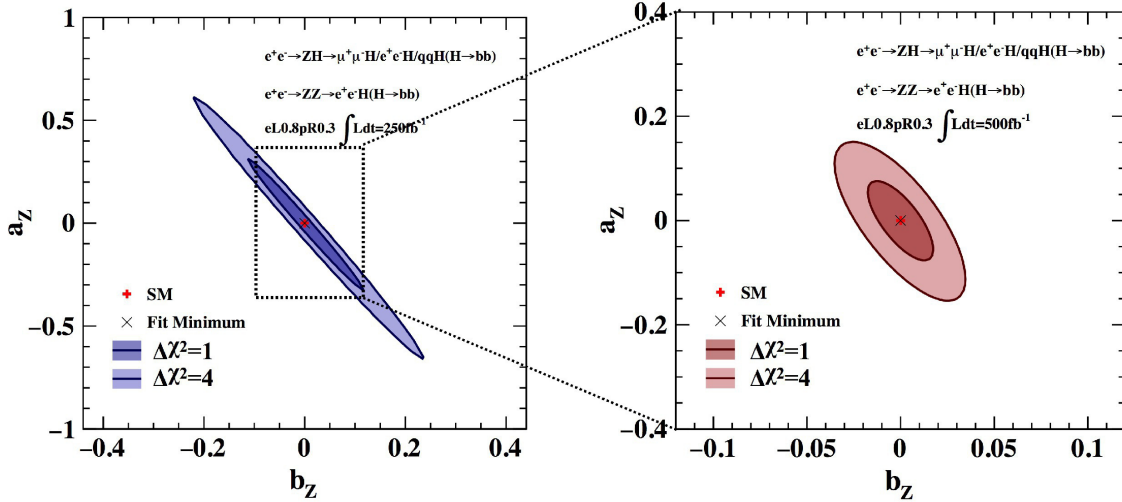 1
0.5
0
−0.5
−1
a_Z
e⁺e⁻→ZH→μ⁺μ⁻H/e⁺e⁻H/qqH(H→bb)
e⁺e⁻→ZZ→e⁺e⁻H(H→bb)
eL0.8pR0.3 ∫Ldt=250fb⁻¹
SM
Fit Minimum
Δχ²=1
Δχ²=4
−0.4 −0.2 0 0.2 0.4
b_Z
0.4
0.2
0
−0.2
−0.4
a_Z
e⁺e⁻→ZH→μ⁺μ⁻H/e⁺e⁻H/qqH(H→bb)
e⁺e⁻→ZZ→e⁺e⁻H(H→bb)
eL0.8pR0.3 ∫Ldt=500fb⁻¹
SM
Fit Minimum
Δχ²=1
Δχ²=4
−0.1 −0.05 0 0.05 0.1
b_Z